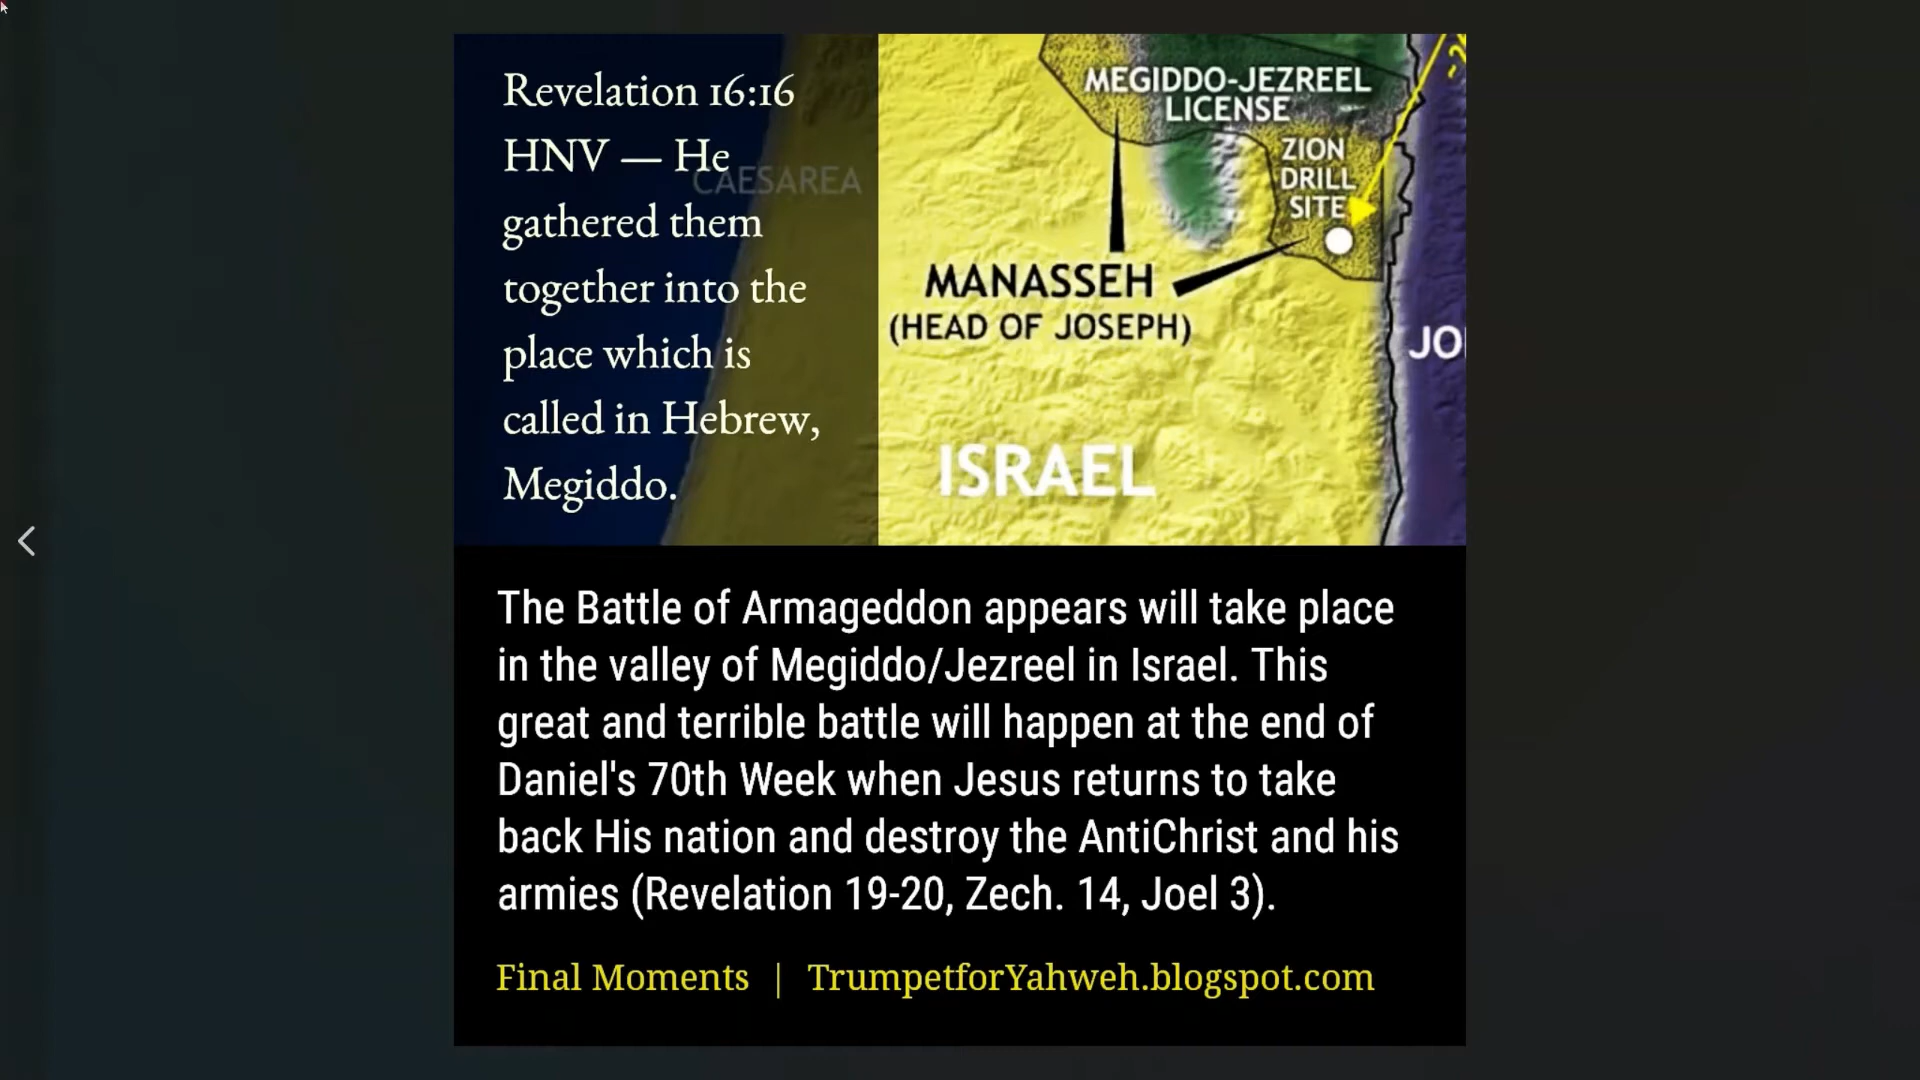 Revelation 16:16
HNV — He
gathered them
together into the
place which is
called in Hebrew,
Megiddo.
CAESAREA
MEGIDDO-JEZREEL
LICENSE
ZION
DRILL
SITE
MANASSEH
(HEAD OF JOSEPH)
JO
ISRAEL
The Battle of Armageddon appears will take place
in the valley of Megiddo/Jezreel in Israel. This
great and terrible battle will happen at the end of
Daniel's 70th Week when Jesus returns to take
back His nation and destroy the AntiChrist and his
armies (Revelation 19-20, Zech. 14, Joel 3).
Final Moments | TrumpetforYahweh.blogspot.com